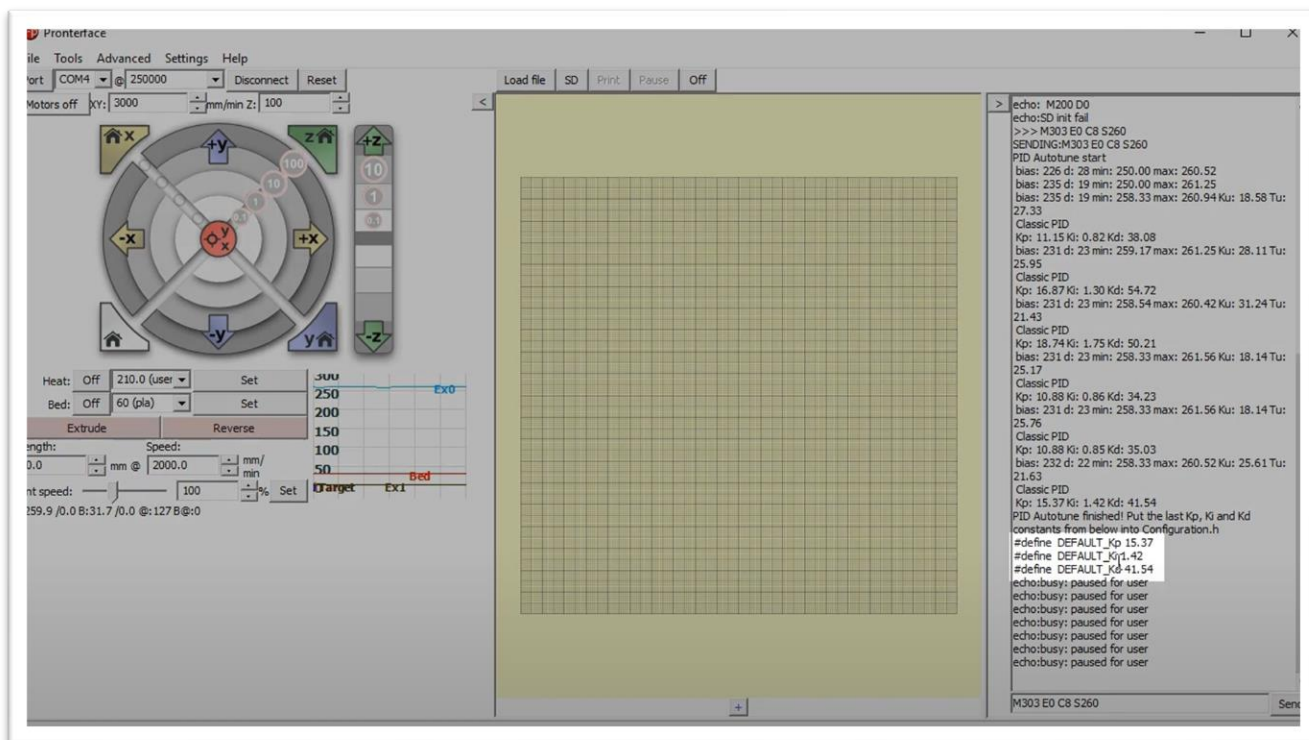 Pronterface
ile Tools Advanced Settings Help
ort COM4 @ 250000 Disconnect Reset
Motors off XY: 3000 mm/min Z: 100
Load file SD Print Pause Off
<
>
X
+y
z
100
10
1
0.1
-x
y
x
+x
-y
y
+z
10
1
0.1
-z
Heat: Off 210.0 (user Set
Bed: Off 60 (pla) Set
Extrude Reverse
ength: Speed:
0.0 mm @ 2000.0 mm/
min
nt speed: 100 % Set
259.9 /0.0 B:31.7 /0.0 @:127 B@:0
300
250
200
150
100
50
Ex0
Bed
Target Ex1
+
echo: M200 D0
echo:SD init fail
>>> M303 E0 C8 S260
SENDING:M303 E0 C8 S260
PID Autotune start
bias: 226 d: 28 min: 250.00 max: 260.52
bias: 235 d: 19 min: 250.00 max: 261.25
bias: 235 d: 19 min: 258.33 max: 260.94 Ku: 18.58 Tu:
27.33
Classic PID
Kp: 11.15 Ki: 0.82 Kd: 38.08
bias: 231 d: 23 min: 259.17 max: 261.25 Ku: 28.11 Tu:
25.95
Classic PID
Kp: 16.87 Ki: 1.30 Kd: 54.72
bias: 231 d: 23 min: 258.54 max: 260.42 Ku: 31.24 Tu:
21.43
Classic PID
Kp: 18.74 Ki: 1.75 Kd: 50.21
bias: 231 d: 23 min: 258.33 max: 261.56 Ku: 18.14 Tu:
25.17
Classic PID
Kp: 10.88 Ki: 0.86 Kd: 34.23
bias: 231 d: 23 min: 258.33 max: 261.56 Ku: 18.14 Tu:
25.76
Classic PID
Kp: 10.88 Ki: 0.85 Kd: 35.03
bias: 232 d: 22 min: 258.33 max: 260.52 Ku: 25.61 Tu:
21.63
Classic PID
Kp: 15.37 Ki: 1.42 Kd: 41.54
PID Autotune finished! Put the last Kp, Ki and Kd
constants from below into Configuration.h
#define DEFAULT_Kp 15.37
#define DEFAULT_Ki 1.42
#define DEFAULT_Kd 41.54
echo:busy: paused for user
echo:busy: paused for user
echo:busy: paused for user
echo:busy: paused for user
echo:busy: paused for user
echo:busy: paused for user
echo:busy: paused for user
M303 E0 C8 S260 Send